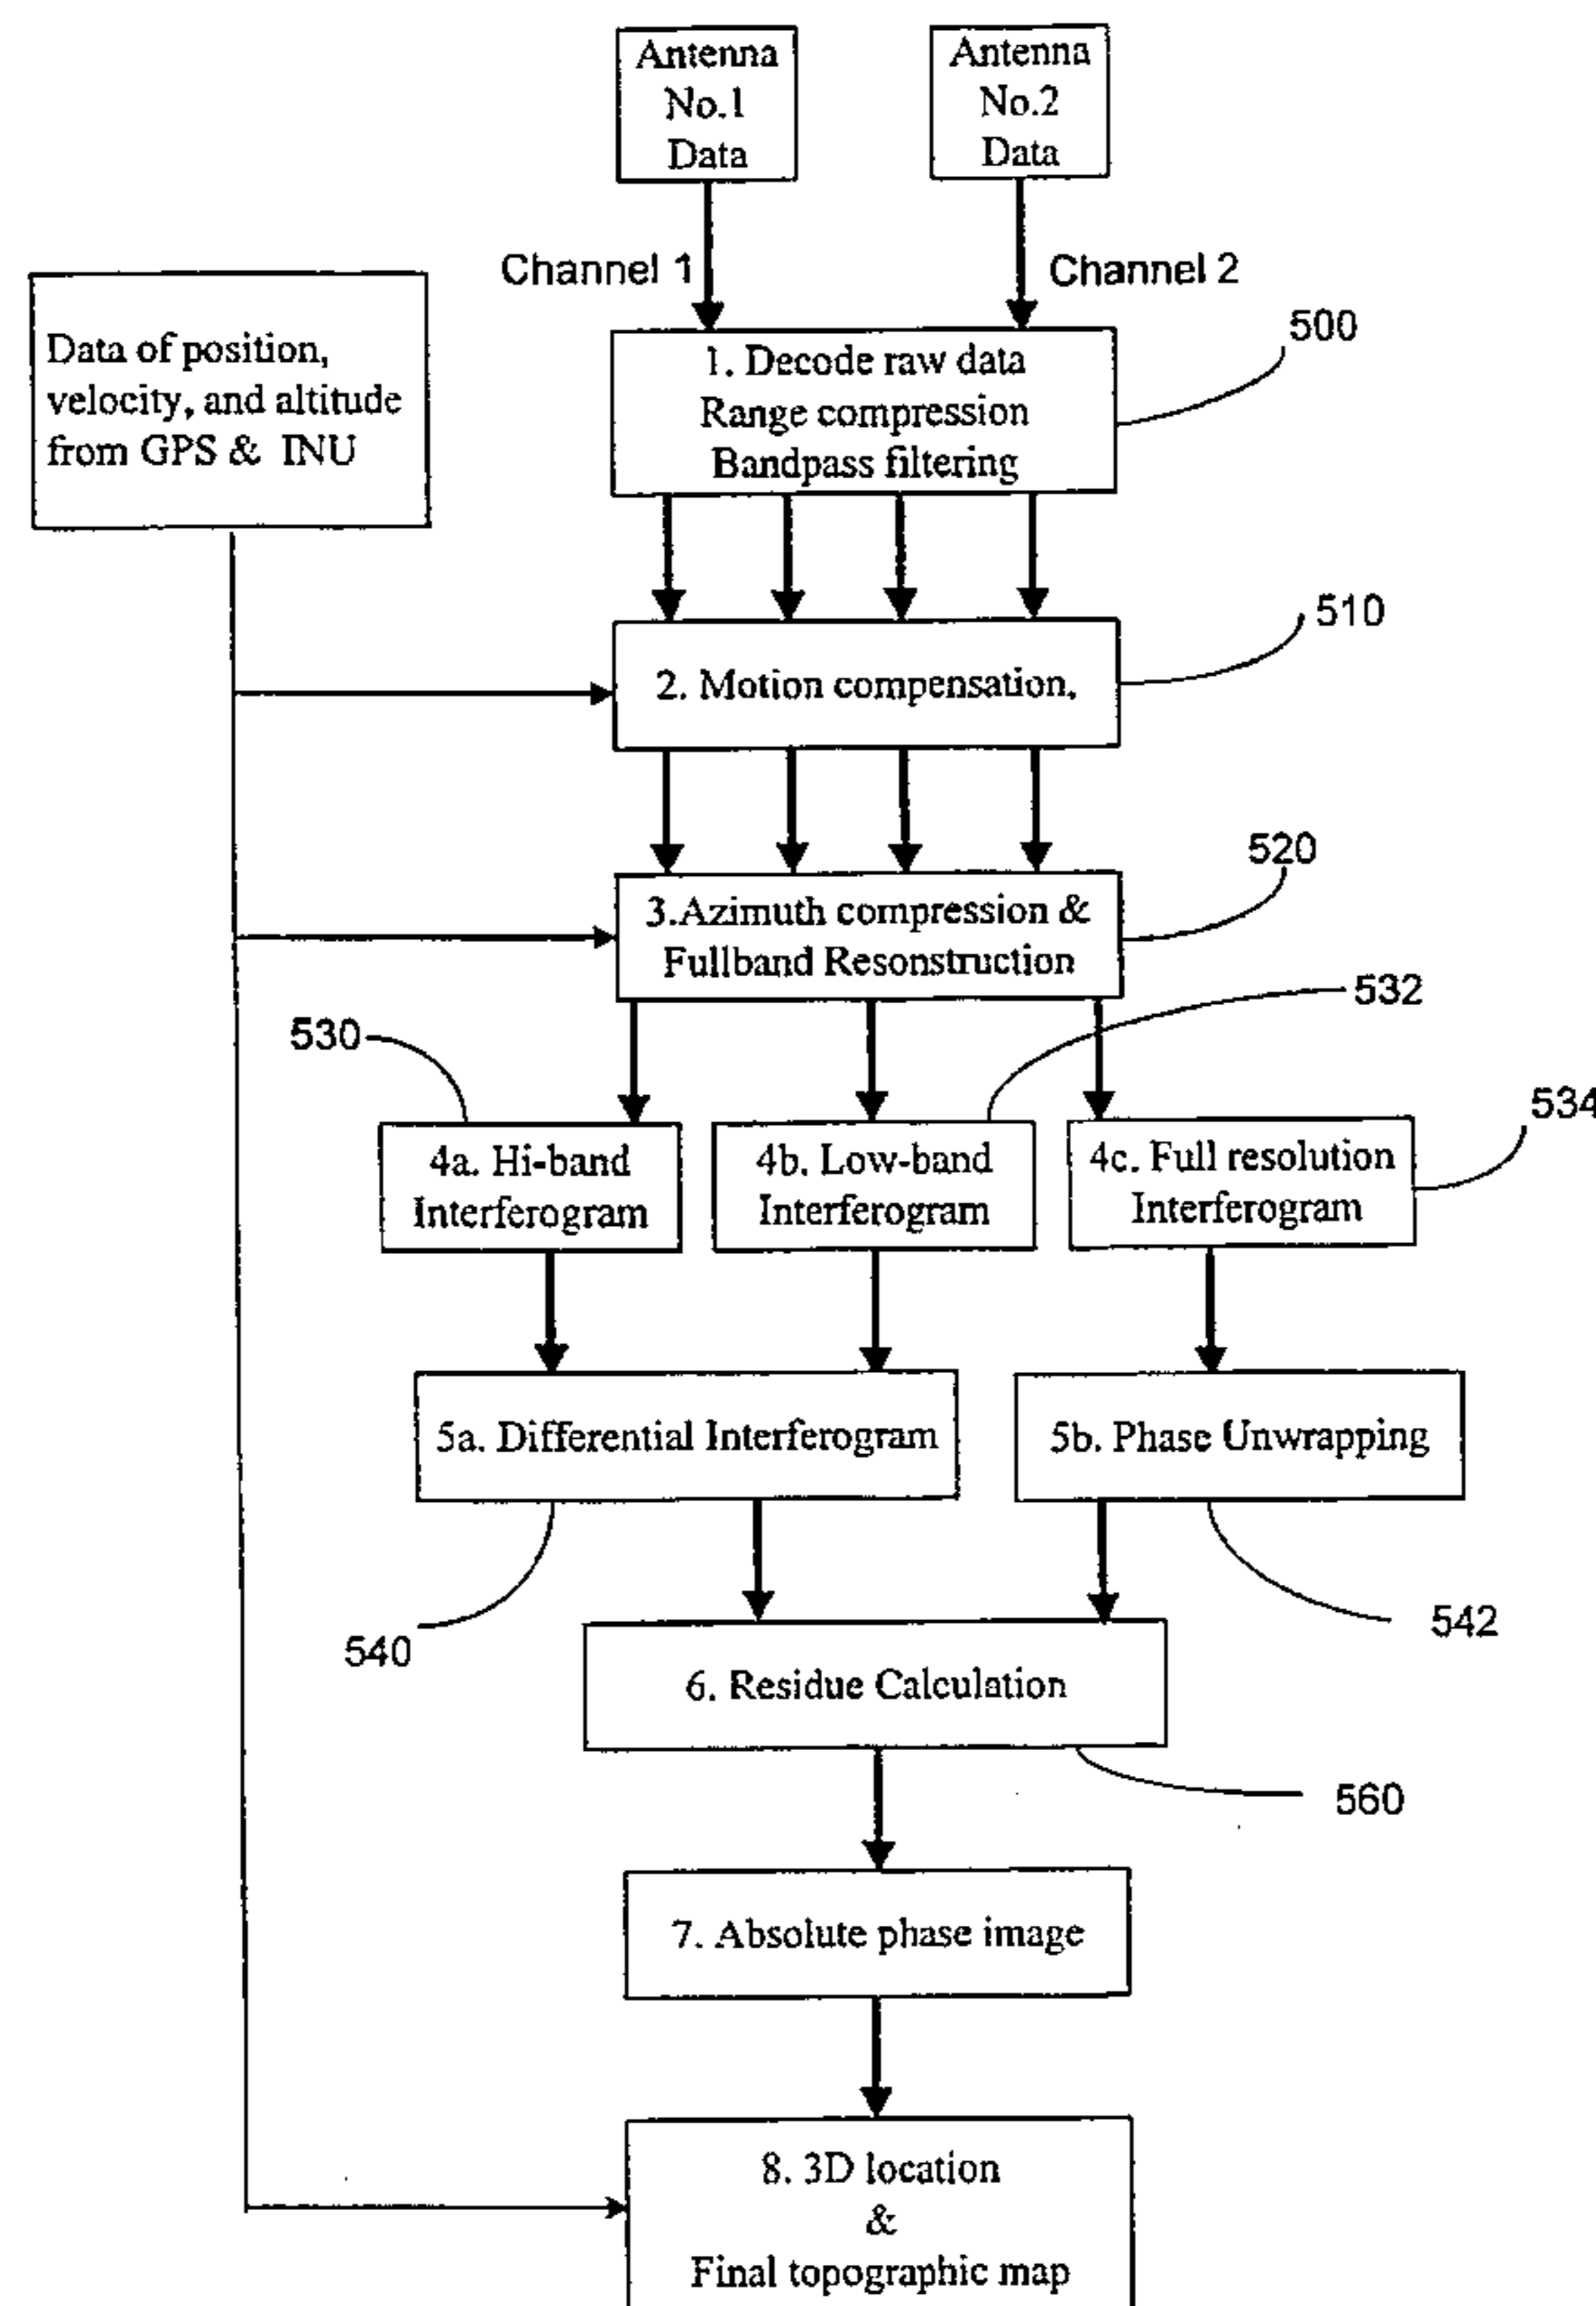 Antenna
No.1
Data
Antenna
No.2
Data
Channel 1
Channel 2
Data of position,
velocity, and altitude
from GPS & INU
500
1. Decode raw data
Range compression
Bandpass filtering
510
2. Motion compensation.
520
3.Azimuth compression &
Fullband Resonstruction
530
532
534
4a. Hi-band
Interferogram
4b. Low-band
Interferogram
4c. Full resolution
Interferogram
5a. Differential Interferogram
5b. Phase Unwrapping
540
542
6. Residue Calculation
560
7. Absolute phase image
8. 3D location
&
Final topographic map